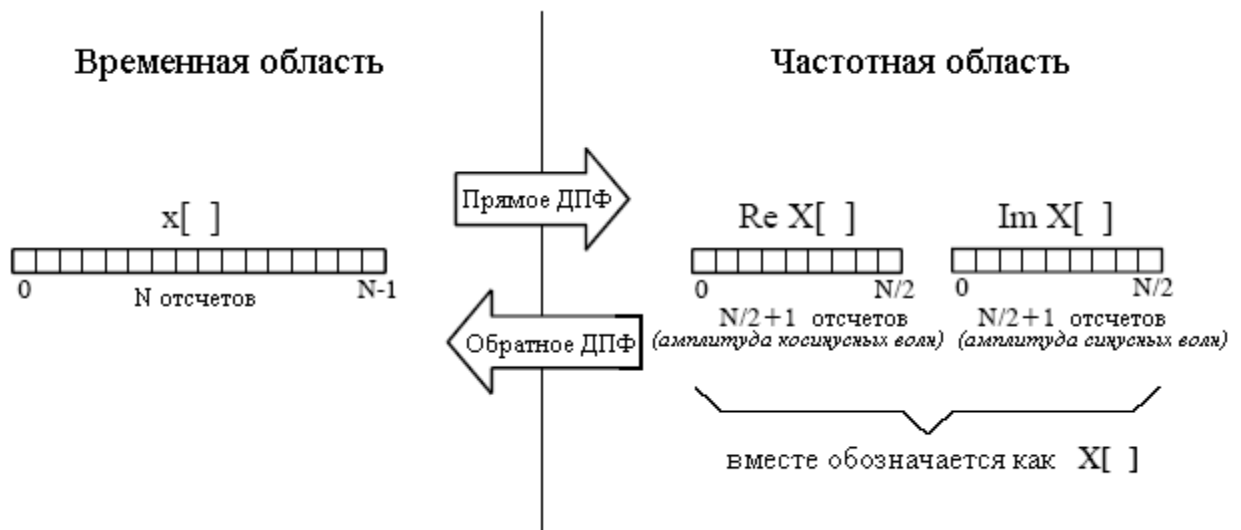 Временная область
x[ ]
0
N-1
N отсчетов
Прямое ДПФ
Обратное ДПФ
Частотная область
Re X[ ]
0
N/2
N/2+1 отсчетов
(амплитуда косинусных волн)
Im X[ ]
0
N/2
N/2+1 отсчетов
(амплитуда синусных волн)
вместе обозначается как X[ ]